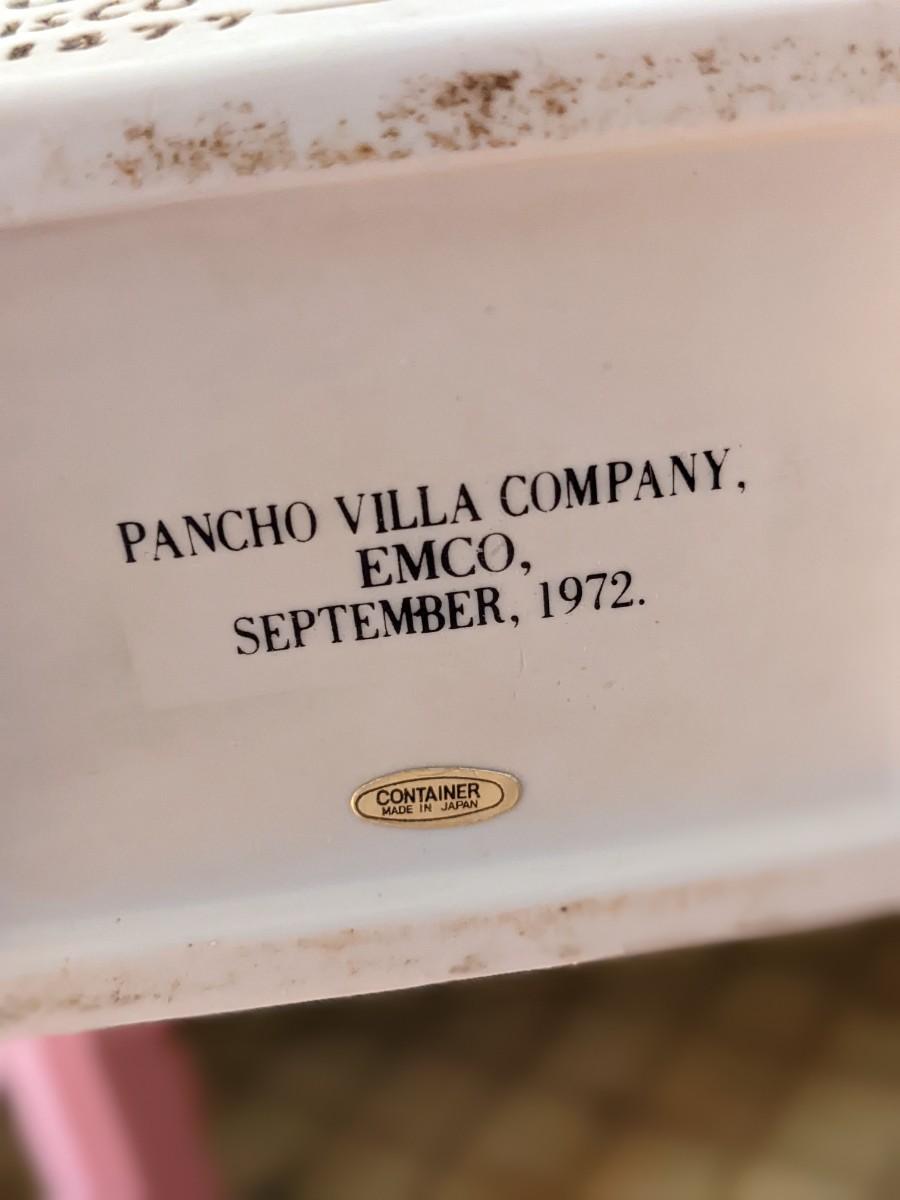 PANCHO VILLA COMPANY,
EMCO,
SEPTEMBER, 1972.
CONTAINER
MADE IN JAPAN